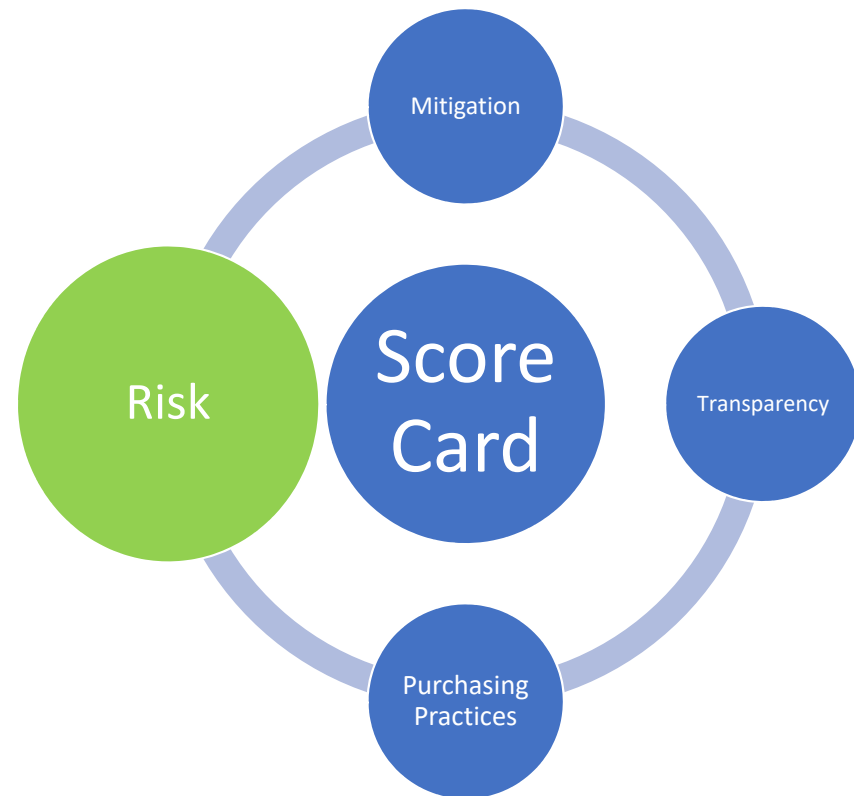 Mitigation
Risk
Score
Card
Transparency
Purchasing
Practices